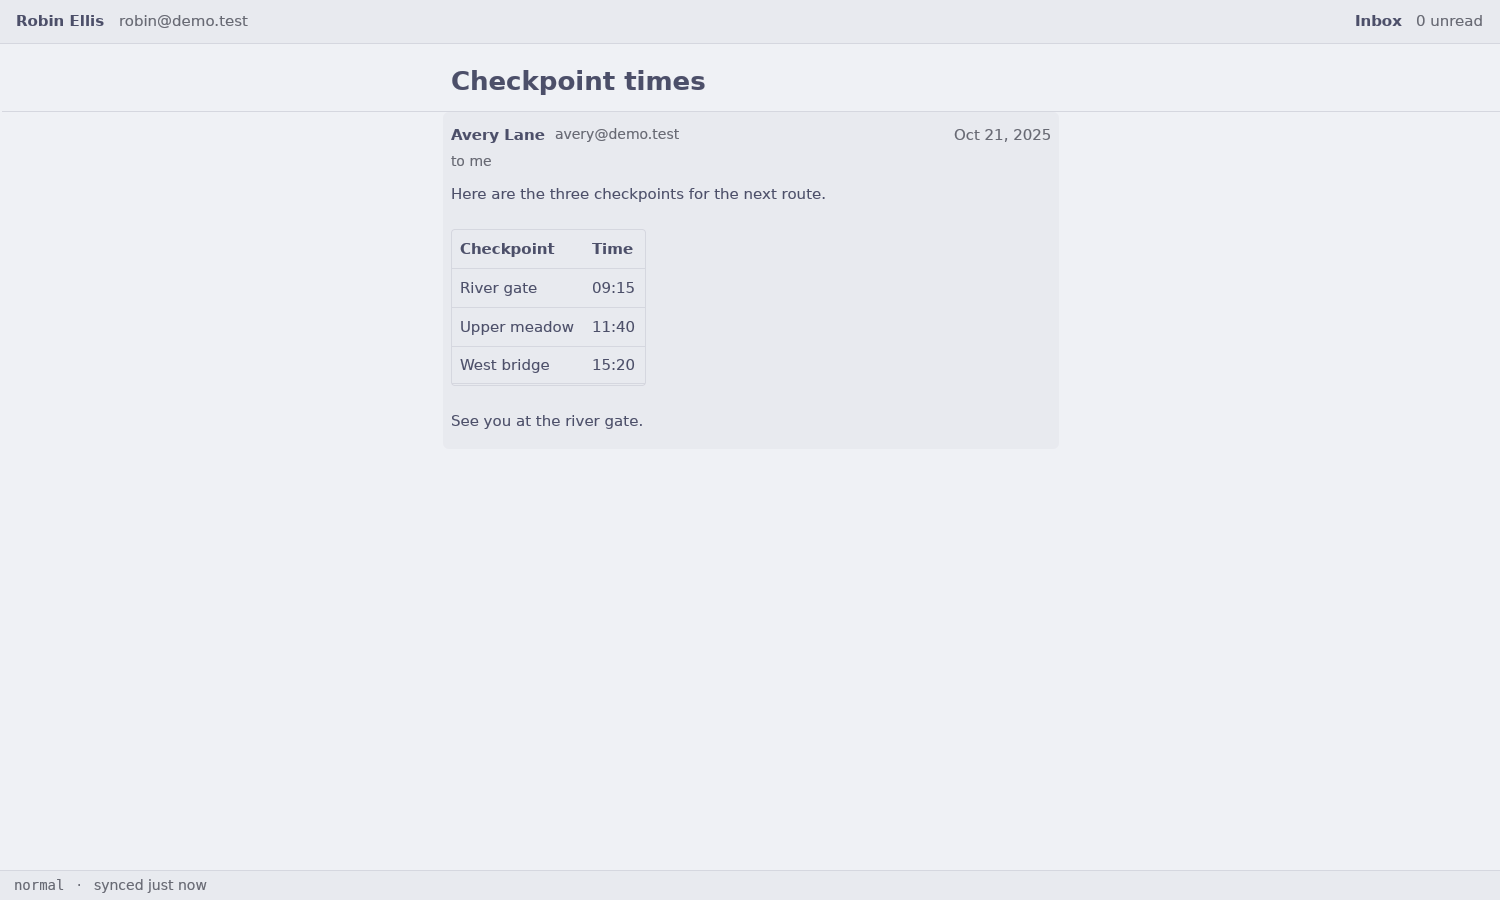 Robin Ellis robin@demo.test Inbox 0 unread
Checkpoint times
Avery Lane avery@demo.test Oct 21, 2025
to me
Here are the three checkpoints for the next route.
Checkpoint Time
River gate 09:15
Upper meadow 11:40
West bridge 15:20
See you at the river gate.
normal · synced just now